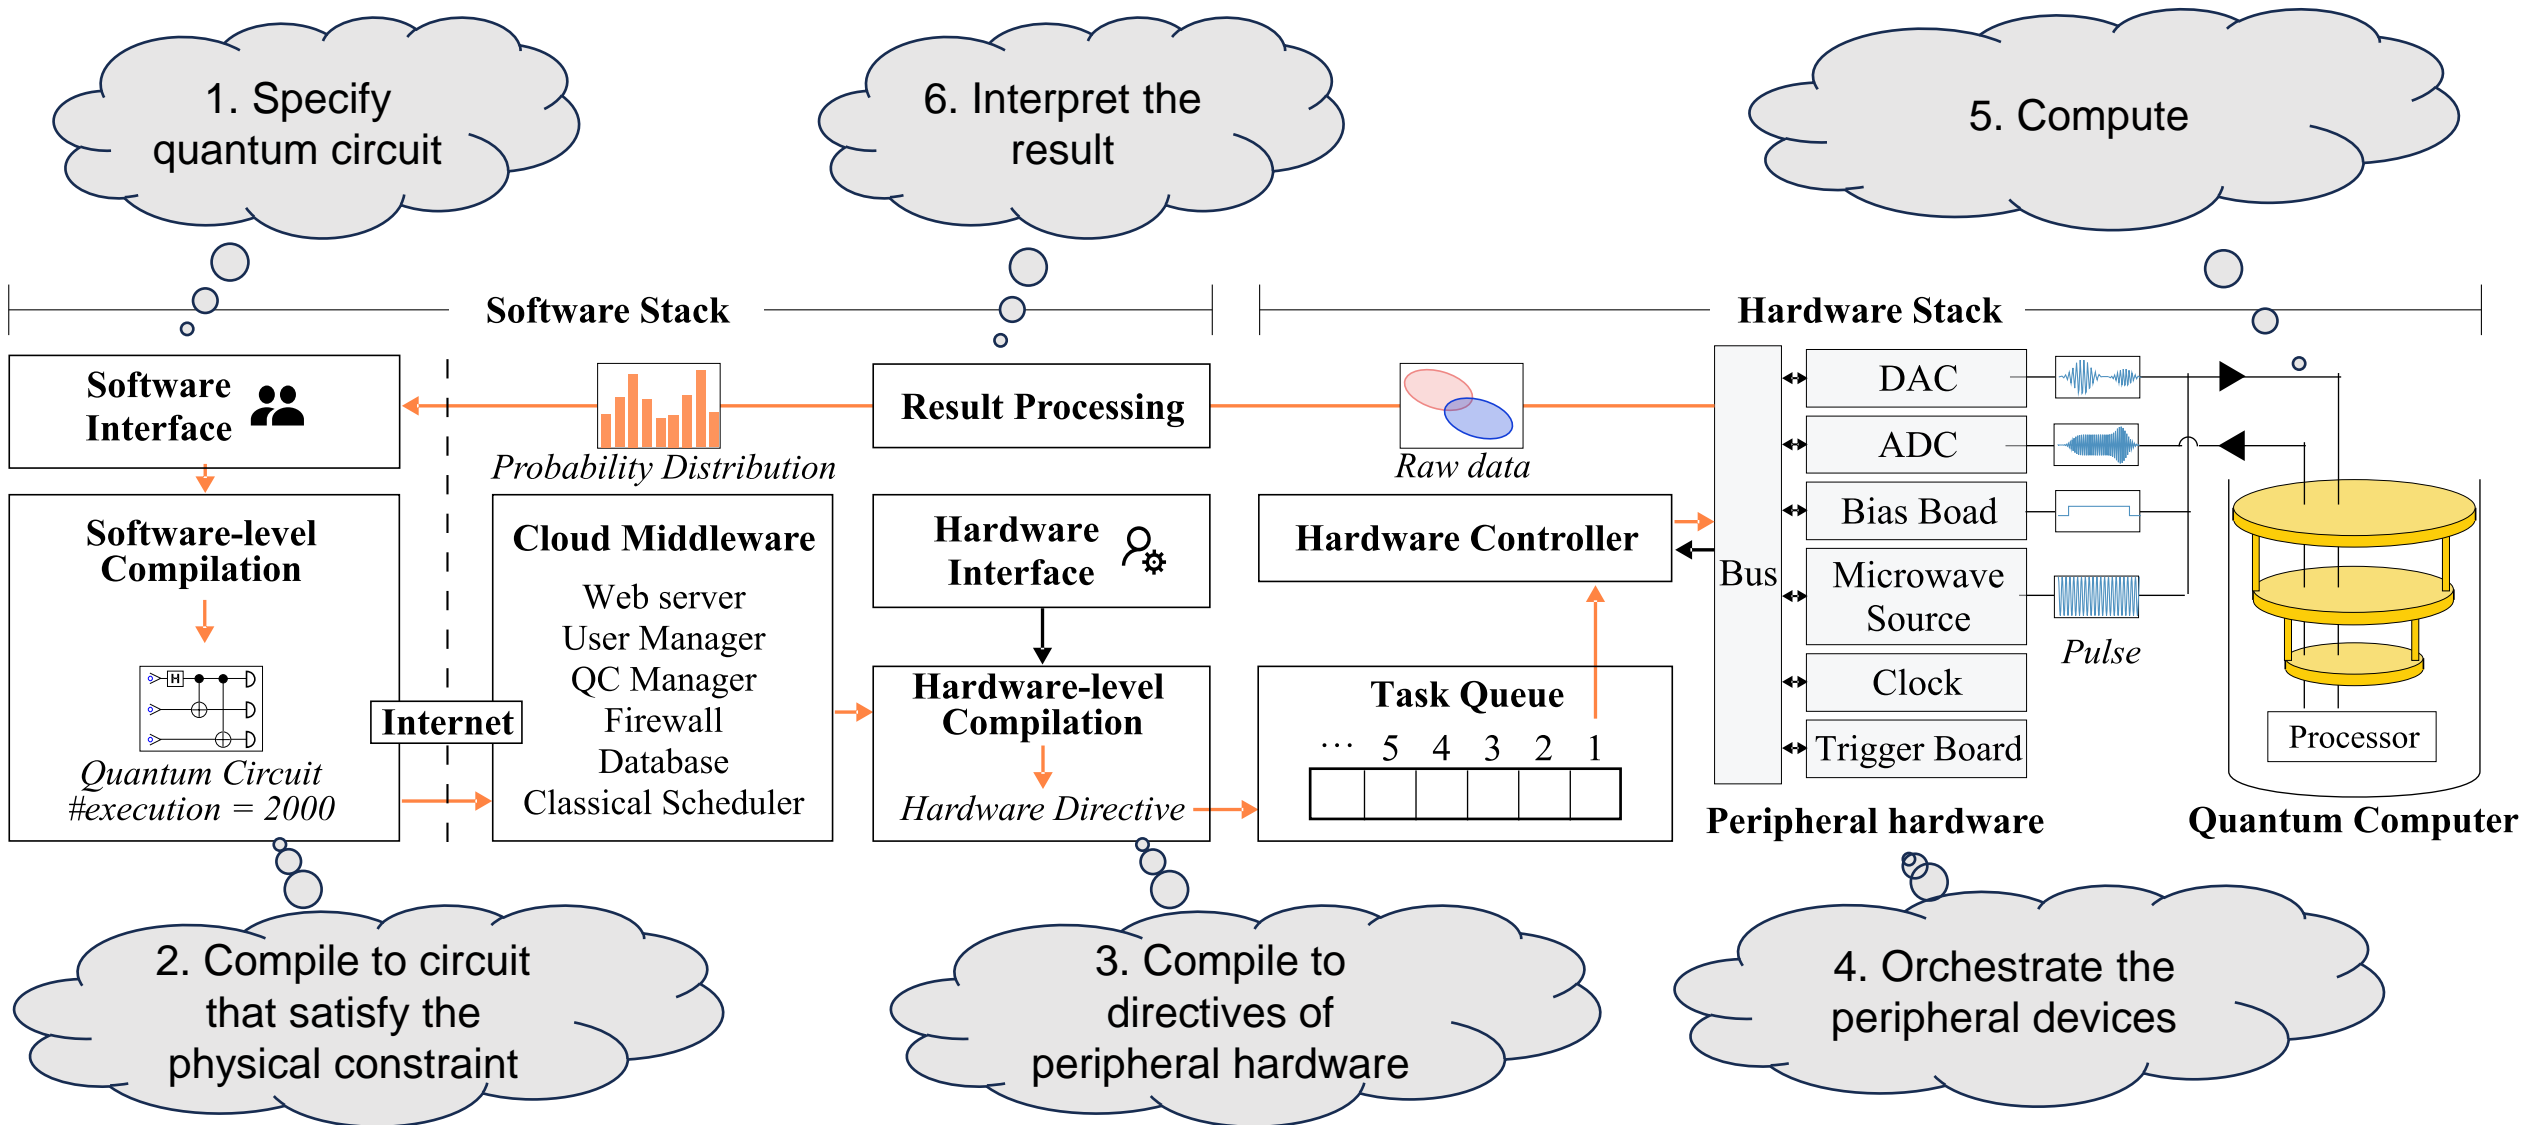 1. Specify
quantum circuit
6. Interpret the
result
5. Compute
Software Stack
Hardware Stack
Software
Interface
Probability Distribution
Result Processing
Raw data
Software-level
Compilation
H
Quantum Circuit
#execution = 2000
Internet
Cloud Middleware
Web server
User Manager
QC Manager
Firewall
Database
Classical Scheduler
Hardware
Interface
Hardware-level
Compilation
Hardware Directive
Hardware Controller
Task Queue
... 5 4 3 2 1
Bus
DAC
ADC
Bias Boad
Microwave
Source
Clock
Trigger Board
Pulse
Processor
Peripheral hardware
Quantum Computer
2. Compile to circuit
that satisfy the
physical constraint
3. Compile to
directives of
peripheral hardware
4. Orchestrate the
peripheral devices